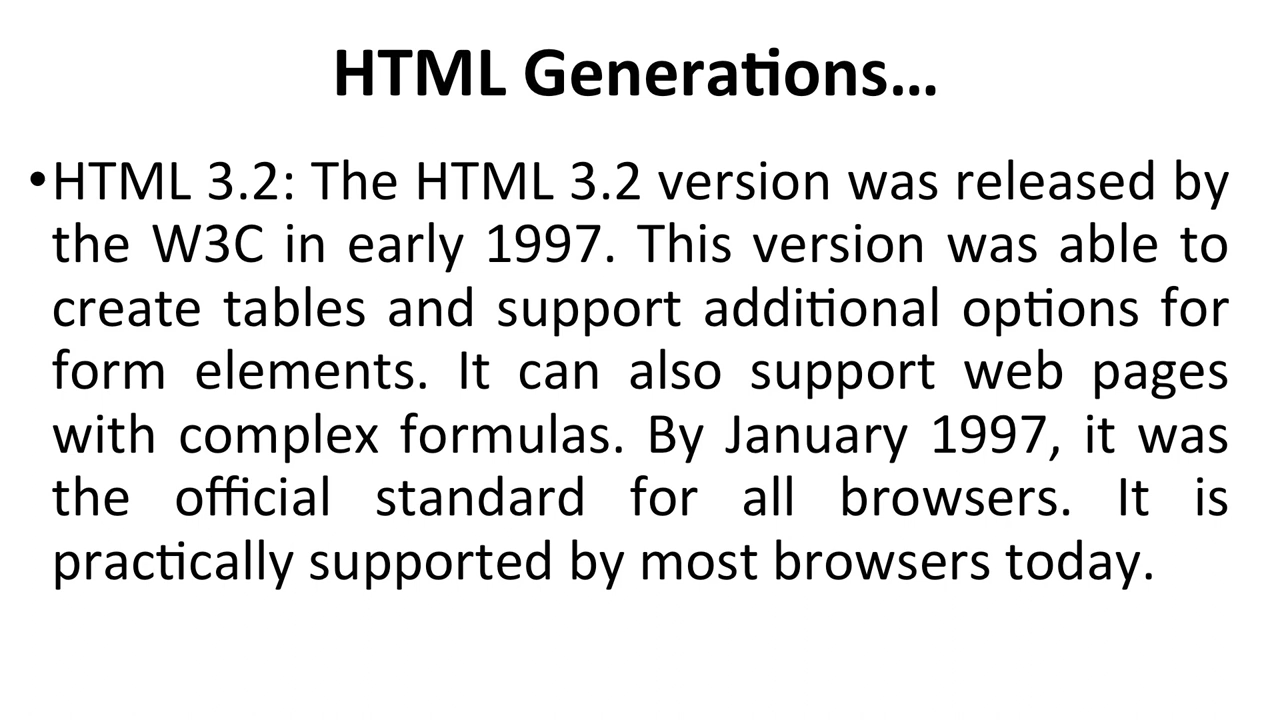 HTML Generations...
•HTML 3.2: The HTML 3.2 version was released by
the W3C in early 1997. This version was able to
create tables and support additional options for
form elements. It can also support web pages
with complex formulas. By January 1997, it was
the official standard for all browsers. It is
practically supported by most browsers today.